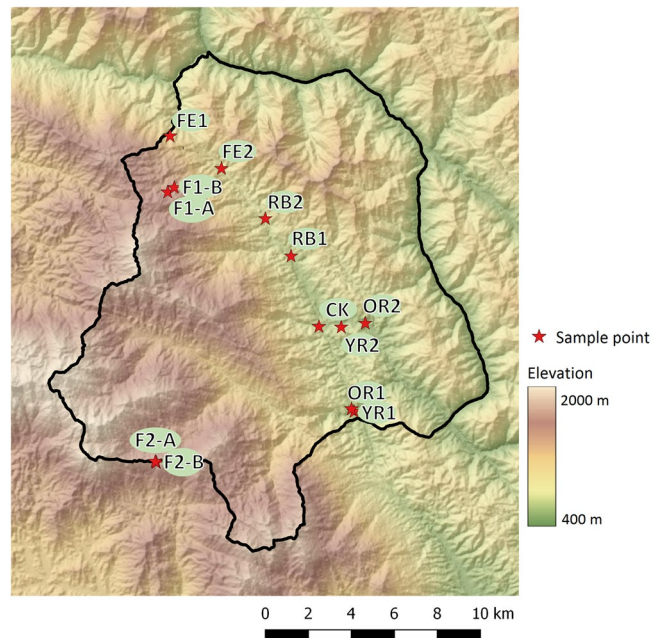 FE1
FE2
F1-B
F1-A
RB2
RB1
CK
OR2
YR2
OR1
YR1
F2-A
F2-B
Sample point
Elevation
2000 m
400 m
0 2 4 6 8 10 km